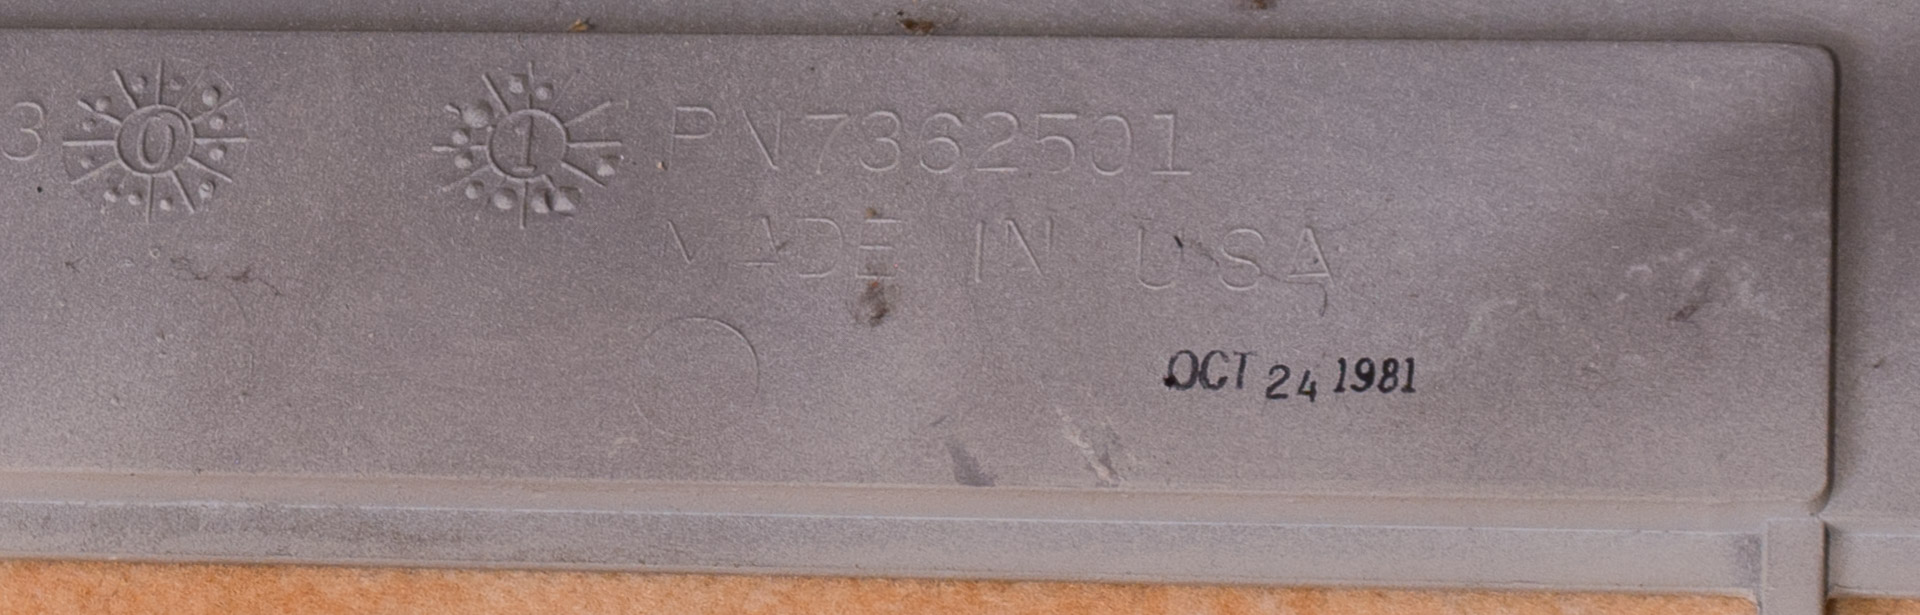 3 0 1 PN7362501
MADE IN USA
OCT 24 1981